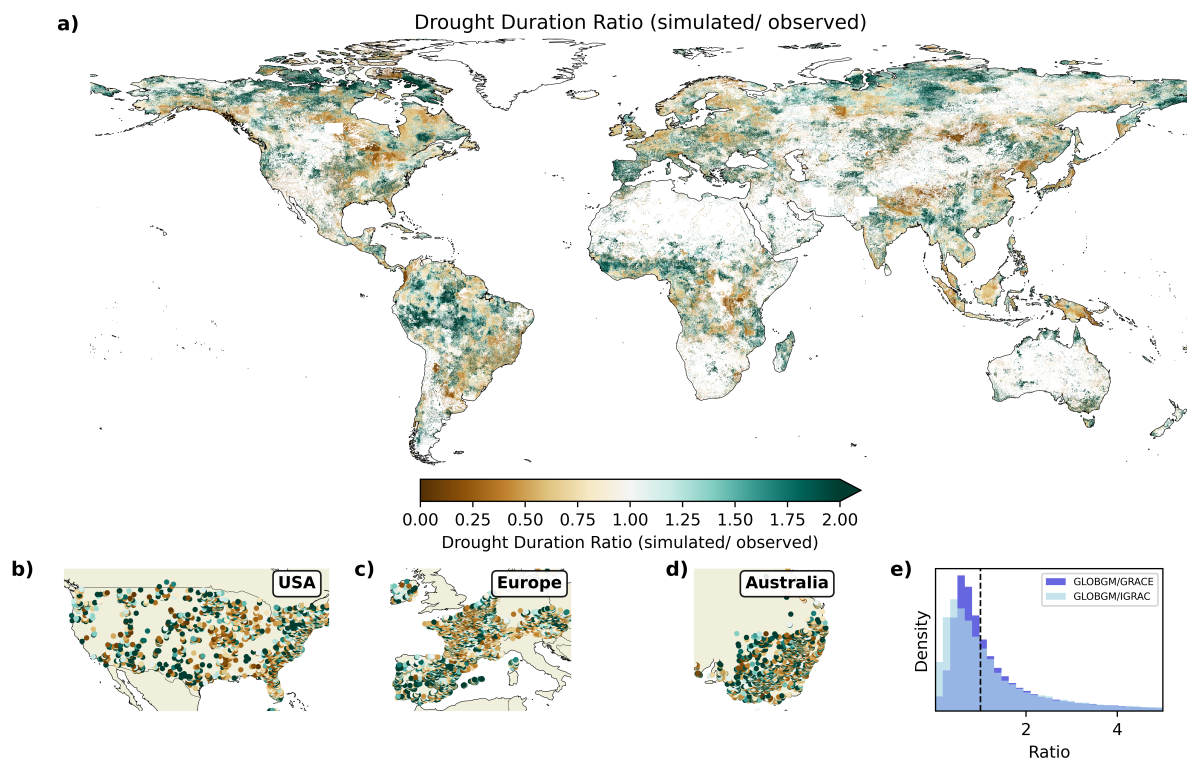 a)
Drought Duration Ratio (simulated/ observed)
0.00 0.25 0.50 0.75 1.00 1.25 1.50 1.75 2.00
Drought Duration Ratio (simulated/ observed)
b)
USA
c)
Europe
d)
Australia
e)
GLOBGM/GRACE
GLOBGM/IGRAC
Density
2 4
Ratio